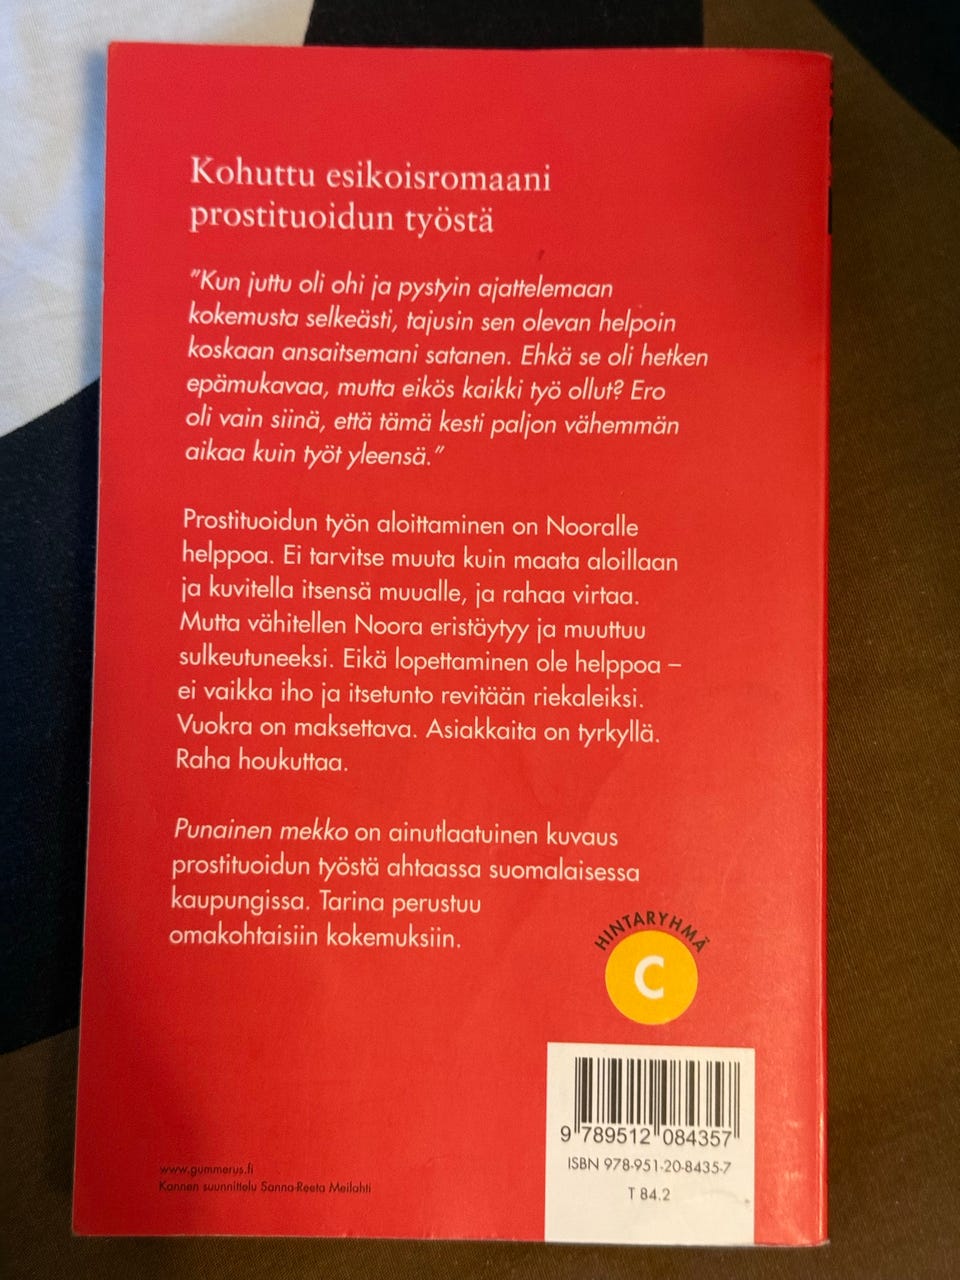 Kohuttu esikoisromaani
prostituoidun työstä
”Kun juttu oli ohi ja pystyin ajattelemaan
kokemusta selkeästi, tajusin sen olevan helpoin
koskaan ansaitsemani satanen. Ehkä se oli hetken
epämukavaa, mutta eikös kaikki työ ollut? Ero
oli vain siinä, että tämä kesti paljon vähemmän
aikaa kuin työt yleensä.”
Prostituoidun työn aloittaminen on Nooralle
helppoa. Ei tarvitse muuta kuin maata aloillaan
ja kuvitella itsensä muualle, ja rahaa virtaa.
Mutta vähitellen Noora eristäytyy ja muuttuu
sulkeutuneeksi. Eikä lopettaminen ole helppoa –
ei vaikka iho ja itsetunto revitään riekaleiksi.
Vuokra on maksettava. Asiakkaita on tyrkyllä.
Raha houkuttaa.
Punainen mekko on ainutlaatuinen kuvaus
prostituoidun työstä ahtaassa suomalaisessa
kaupungissa. Tarina perustuu
omakohtaisiin kokemuksiin.
HINTARYHMÄ
C
9 789512 084357
ISBN 978-951-20-8435-7
T 84.2
www.gummerus.fi
Kannen suunnittelu Sanna-Reeta Meilahti